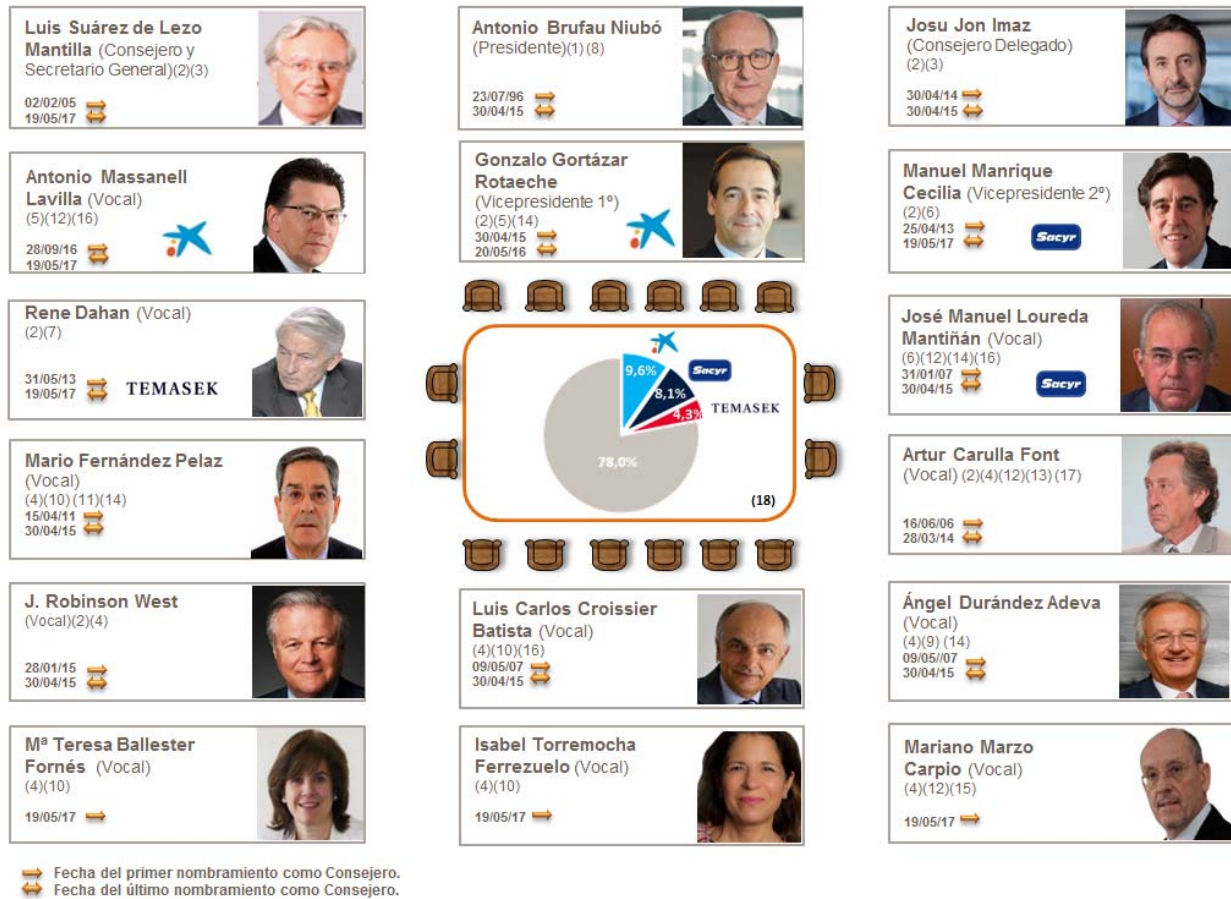 Luis Suárez de Lezo
Mantilla (Consejero y
Secretario General)(2)(3)
02/02/05
19/05/17
Antonio Brufau Niubó
(Presidente)(1) (8)
23/07/96
30/04/15
Josu Jon Imaz
(Consejero Delegado)
(2)(3)
30/04/14
30/04/15
Antonio Massanell
Lavilla (Vocal)
(5)(12)(16)
28/09/16
19/05/17
Gonzalo Gortázar
Rotaeche
(Vicepresidente 1º)
(2)(5)(14)
30/04/15
20/05/16
Manuel Manrique
Cecilia (Vicepresidente 2º)
(2)(6)
25/04/13
19/05/17
Sacyr
Rene Dahan (Vocal)
(2)(7)
31/05/13
19/05/17
TEMASEK
9,6%
Sacyr
8,1%
TEMASEK
4,3%
78,0%
(18)
José Manuel Loureda
Mantiñán (Vocal)
(6)(12)(14)(16)
31/01/07
30/04/15
Sacyr
Mario Fernández Pelaz
(Vocal)
(4)(10) (11)(14)
15/04/11
30/04/15
Artur Carulla Font
(Vocal) (2)(4)(12)(13) (17)
16/06/06
28/03/14
J. Robinson West
(Vocal)(2)(4)
28/01/15
30/04/15
Luis Carlos Croissier
Batista (Vocal)
(4)(10)(16)
09/05/07
30/04/15
Ángel Durández Adeva
(Vocal)
(4)(9) (14)
09/05//07
30/04/15
Mª Teresa Ballester
Fornés (Vocal)
(4)(10)
19/05/17
Isabel Torremocha
Ferrezuelo (Vocal)
(4)(10)
19/05/17
Mariano Marzo
Carpio (Vocal)
(4)(12)(15)
19/05/17
Fecha del primer nombramiento como Consejero.
Fecha del último nombramiento como Consejero.